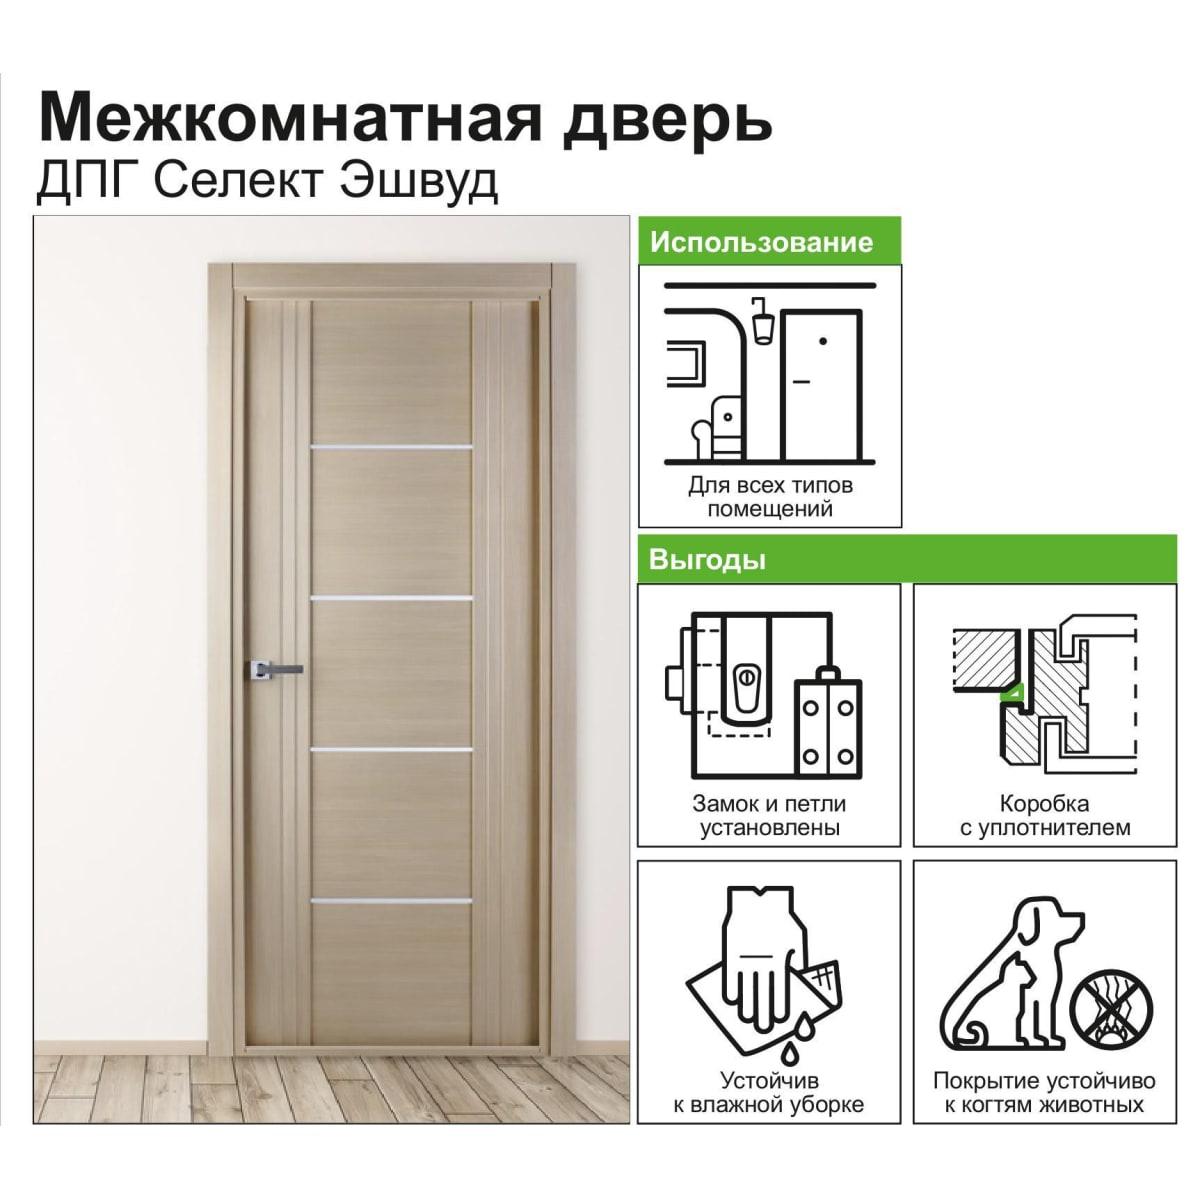 Межкомнатная дверь
ДПГ Селект Эшвуд
Использование
Для всех типов
помещений
Выгоды
Замок и петли
установлены
Коробка
с уплотнителем
Устойчив
к влажной уборке
Покрытие устойчиво
к когтям животных